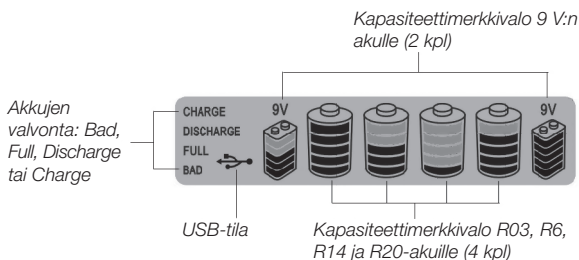 Kapasiteettimerkkivalo 9 V:n
akulle (2 kpl)
Akkujen
valvonta: Bad,
Full, Discharge
tai Charge
CHARGE
DISCHARGE
FULL
BAD
9V
9V
USB-tila
Kapasiteettimerkkivalo R03, R6,
R14 ja R20-akuille (4 kpl)